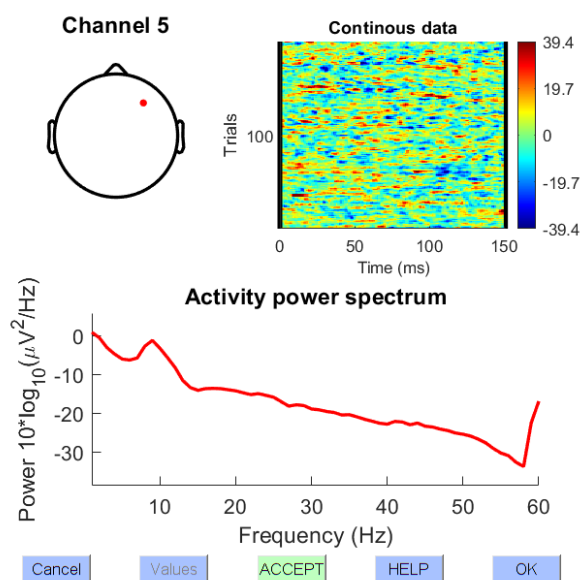 Channel 5
Continous data
Trials
100
0
50
100
150
Time (ms)
39.4
19.7
0
-19.7
-39.4
Activity power spectrum
Power 10*log₁₀(μV²/Hz)
0
-10
-20
-30
10
20
30
40
50
60
Frequency (Hz)
Cancel
Values
ACCEPT
HELP
OK